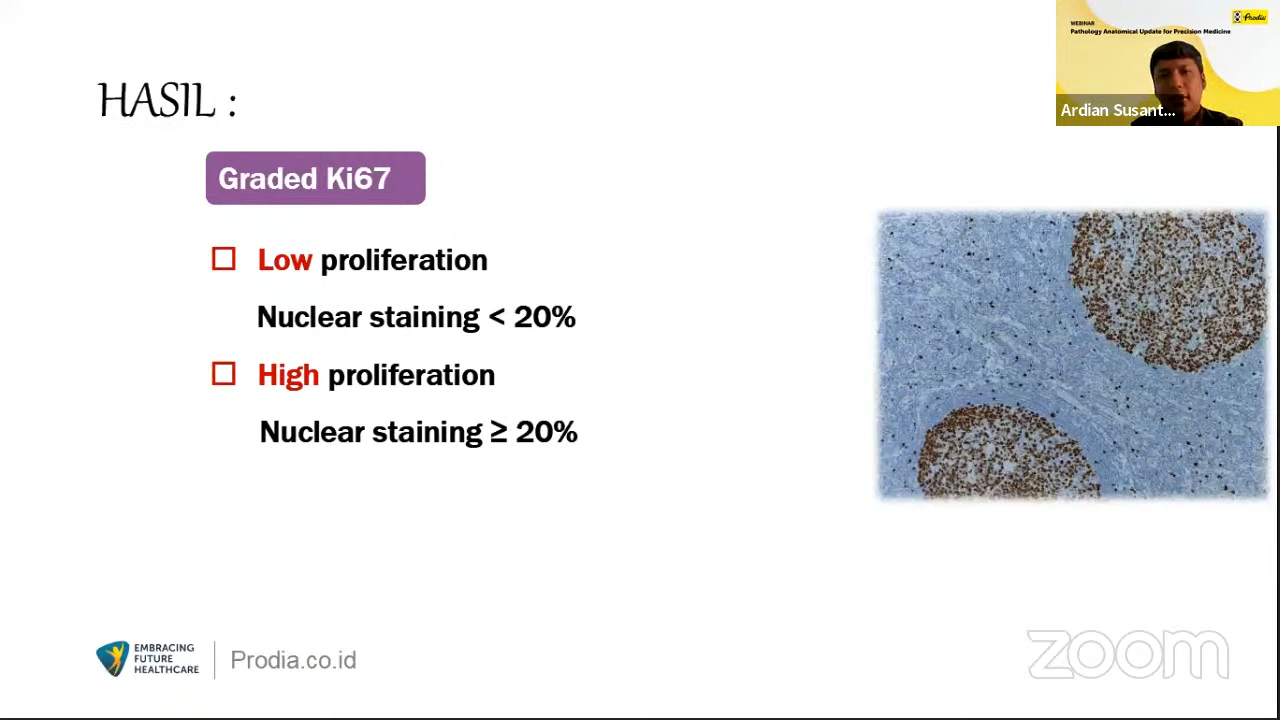 WEBINAR
Pathology Anatomical Update for Precision Medicine
Prodia
Ardian Susant...
HASIL :
Graded Ki67
Low proliferation
Nuclear staining < 20%
High proliferation
Nuclear staining ≥ 20%
EMBRACING
FUTURE
HEALTHCARE
Prodia.co.id
zoom